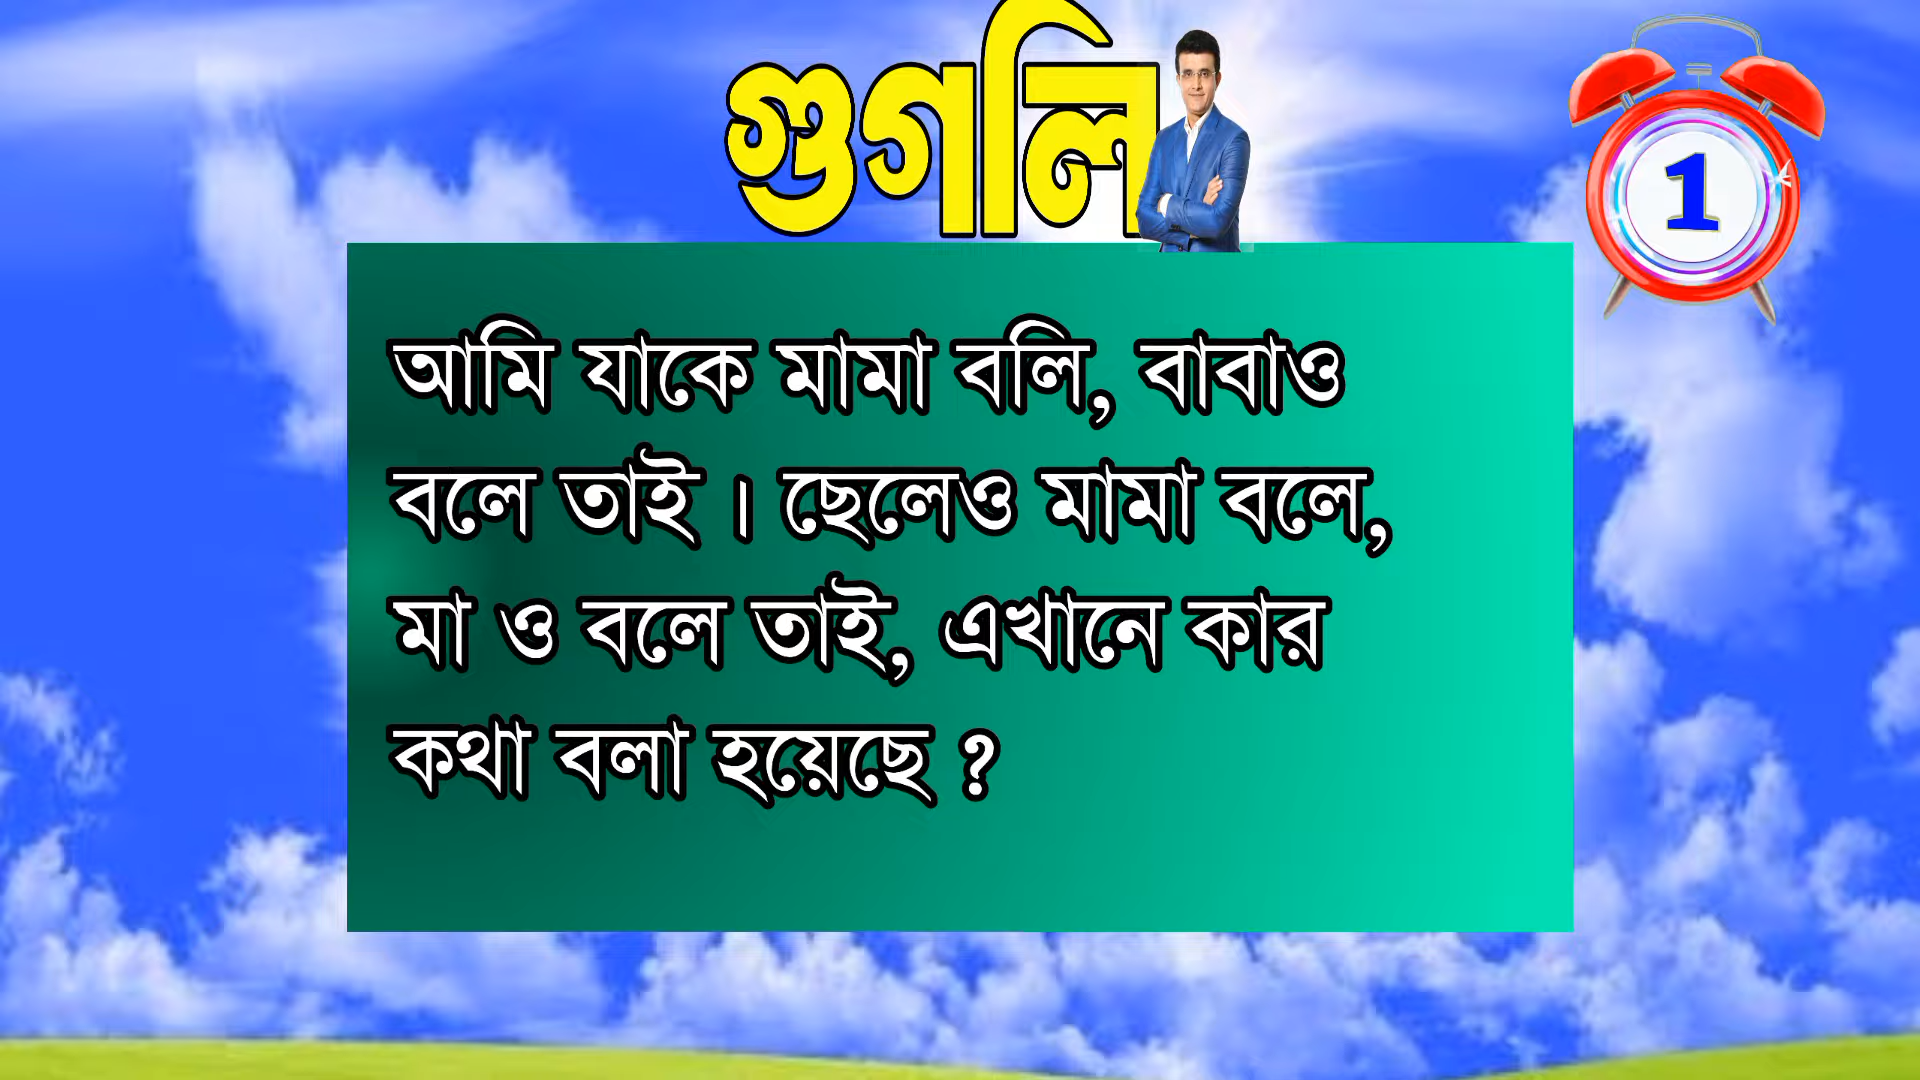 গুগলি
1
আমি যাকে মামা বলি, বাবাও
বলে তাই । ছেলেও মামা বলে,
মা ও বলে তাই, এখানে কার
কথা বলা হয়েছে ?